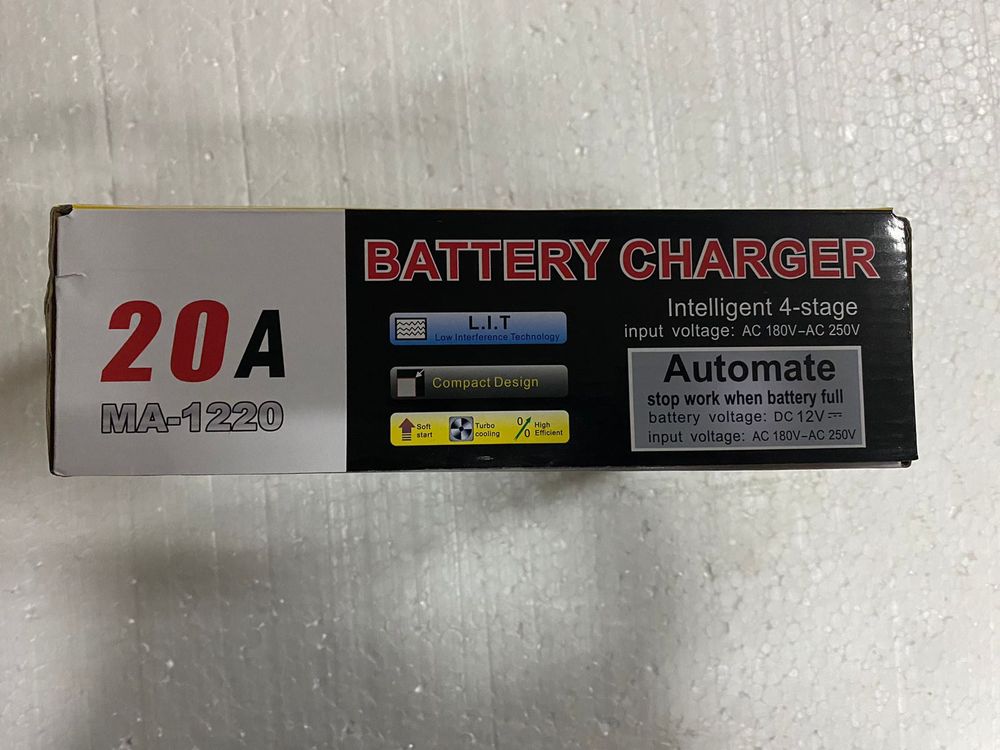 20A
MA-1220
BATTERY CHARGER
Intelligent 4-stage
input voltage: AC 180V-AC 250V
L.I.T
Low Interference Technology
Compact Design
Soft start
Turbo cooling
High Efficient
Automate
stop work when battery full
battery voltage: DC 12V⎓
input voltage: AC 180V-AC 250V